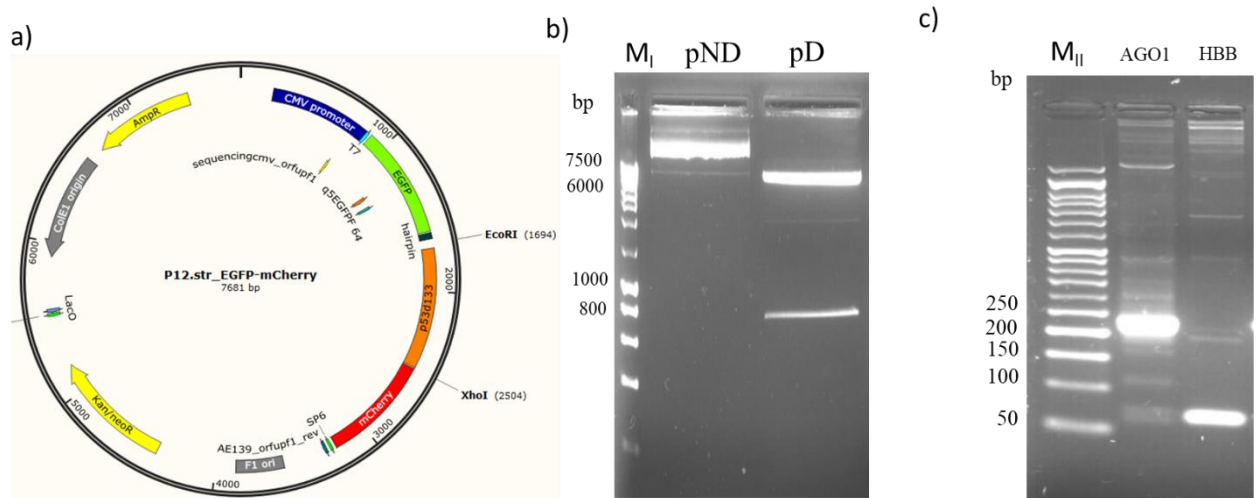 a)
CMV promoter
1000
T7
EGFP
hairpin
EcoRI (1694)
2000
p53d133
XhoI (2504)
mCherry
3000
SP6
AE139_orfupf1_rev
F1 ori
4000
Kan/neoR
5000
LacO
6000
ColE1 origin
AmpR
7000
sequencingcmv_orfupf1
q5EGFPF 64
P12.str_EGFP-mCherry
7681 bp
b)
MI pND pD
bp
7500
6000
1000
800
c)
MII AGO1 HBB
bp
250
200
150
100
50